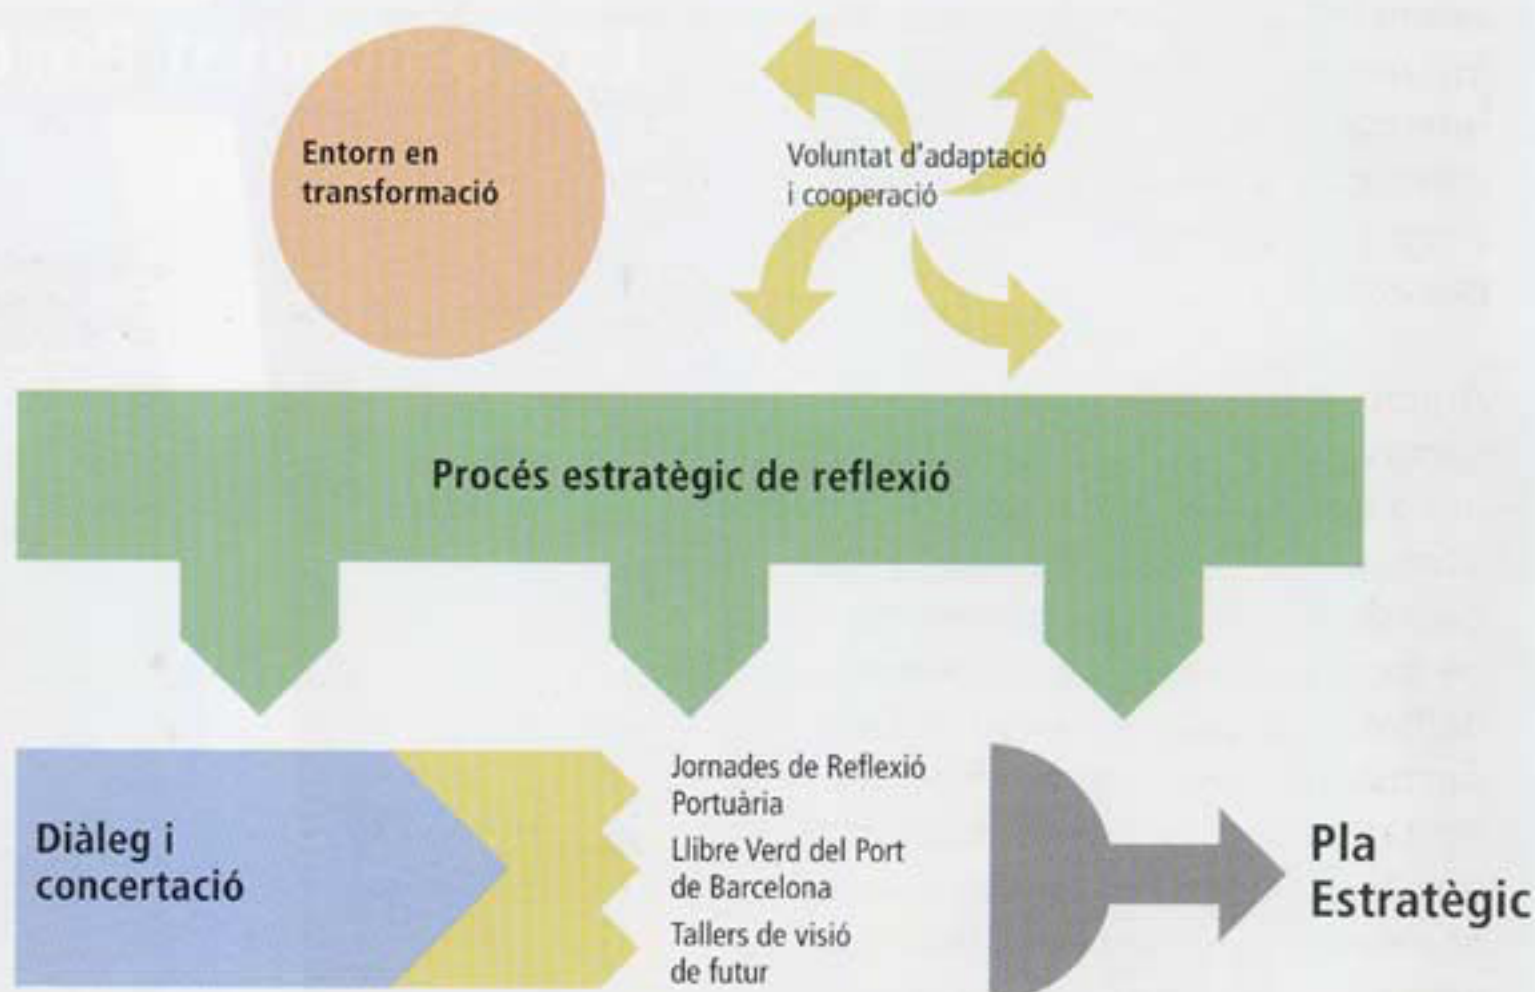 Entorn en
transformació
Voluntat d'adaptació
i cooperació
Procés estratègic de reflexió
Diàleg i
concertació
Jornades de Reflexió
Portuària
Llibre Verd del Port
de Barcelona
Tallers de visió
de futur
Pla
Estratègic